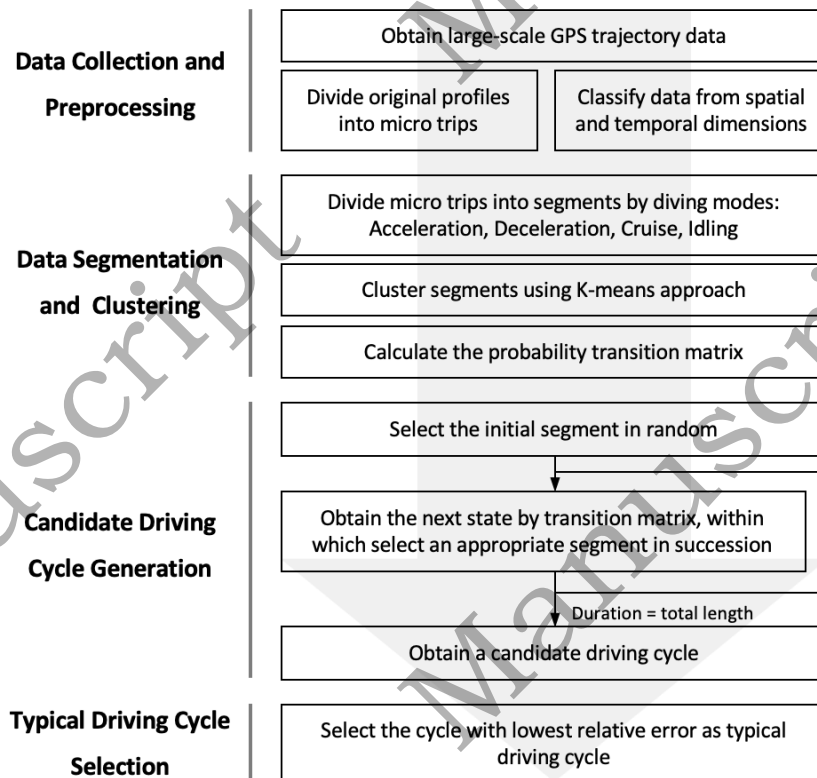 Data Collection and
Preprocessing
Obtain large-scale GPS trajectory data
Divide original profiles
into micro trips
Classify data from spatial
and temporal dimensions
Data Segmentation
and Clustering
Divide micro trips into segments by diving modes:
Acceleration, Deceleration, Cruise, Idling
Cluster segments using K-means approach
Calculate the probability transition matrix
Candidate Driving
Cycle Generation
Select the initial segment in random
Obtain the next state by transition matrix, within
which select an appropriate segment in succession
Duration = total length
Obtain a candidate driving cycle
Typical Driving Cycle
Selection
Select the cycle with lowest relative error as typical
driving cycle
uscript
Manuscri
M